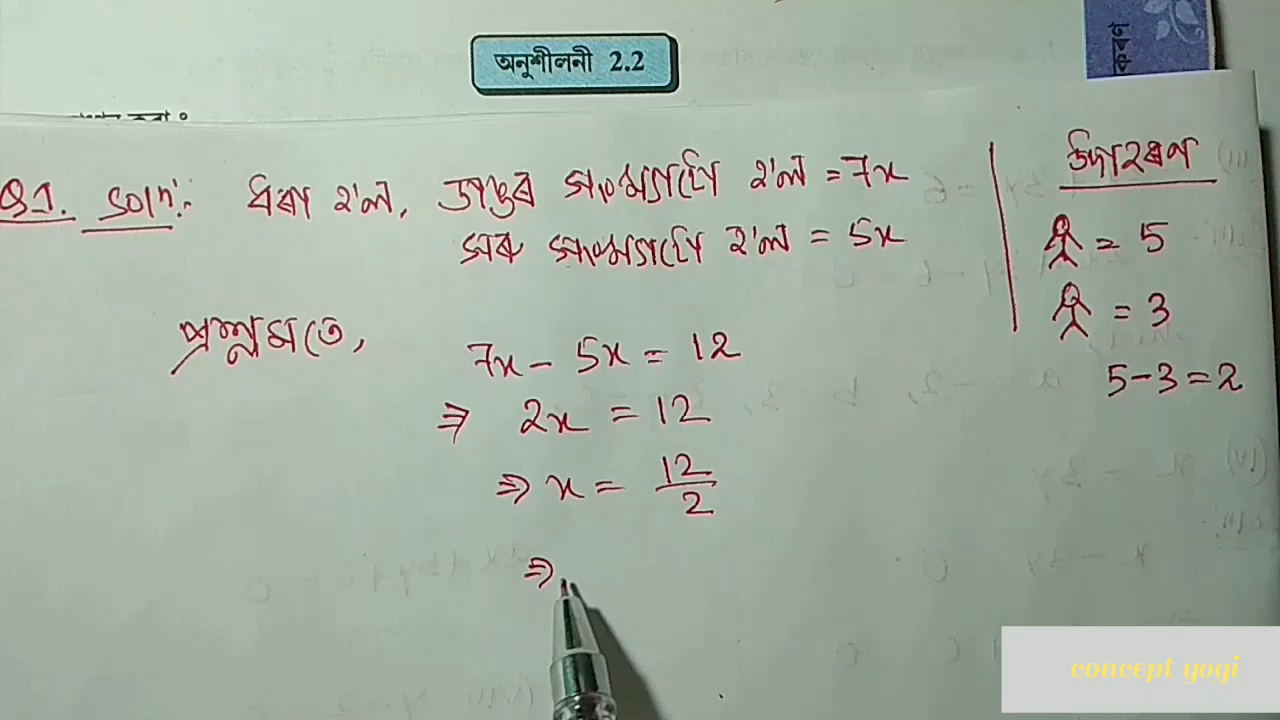 অনুশীলনী 2.2
Q1. Solⁿ: ধৰা হ'ল, ডাঙৰ সংখ্যাটো হ'ল = 7x
সৰু সংখ্যাটো হ'ল = 5x
প্ৰশ্নমতে,
7x - 5x = 12
⇒ 2x = 12
⇒ x = 12/2
⇒
উদাহৰণ
= 5
= 3
5-3=2
concept yogi